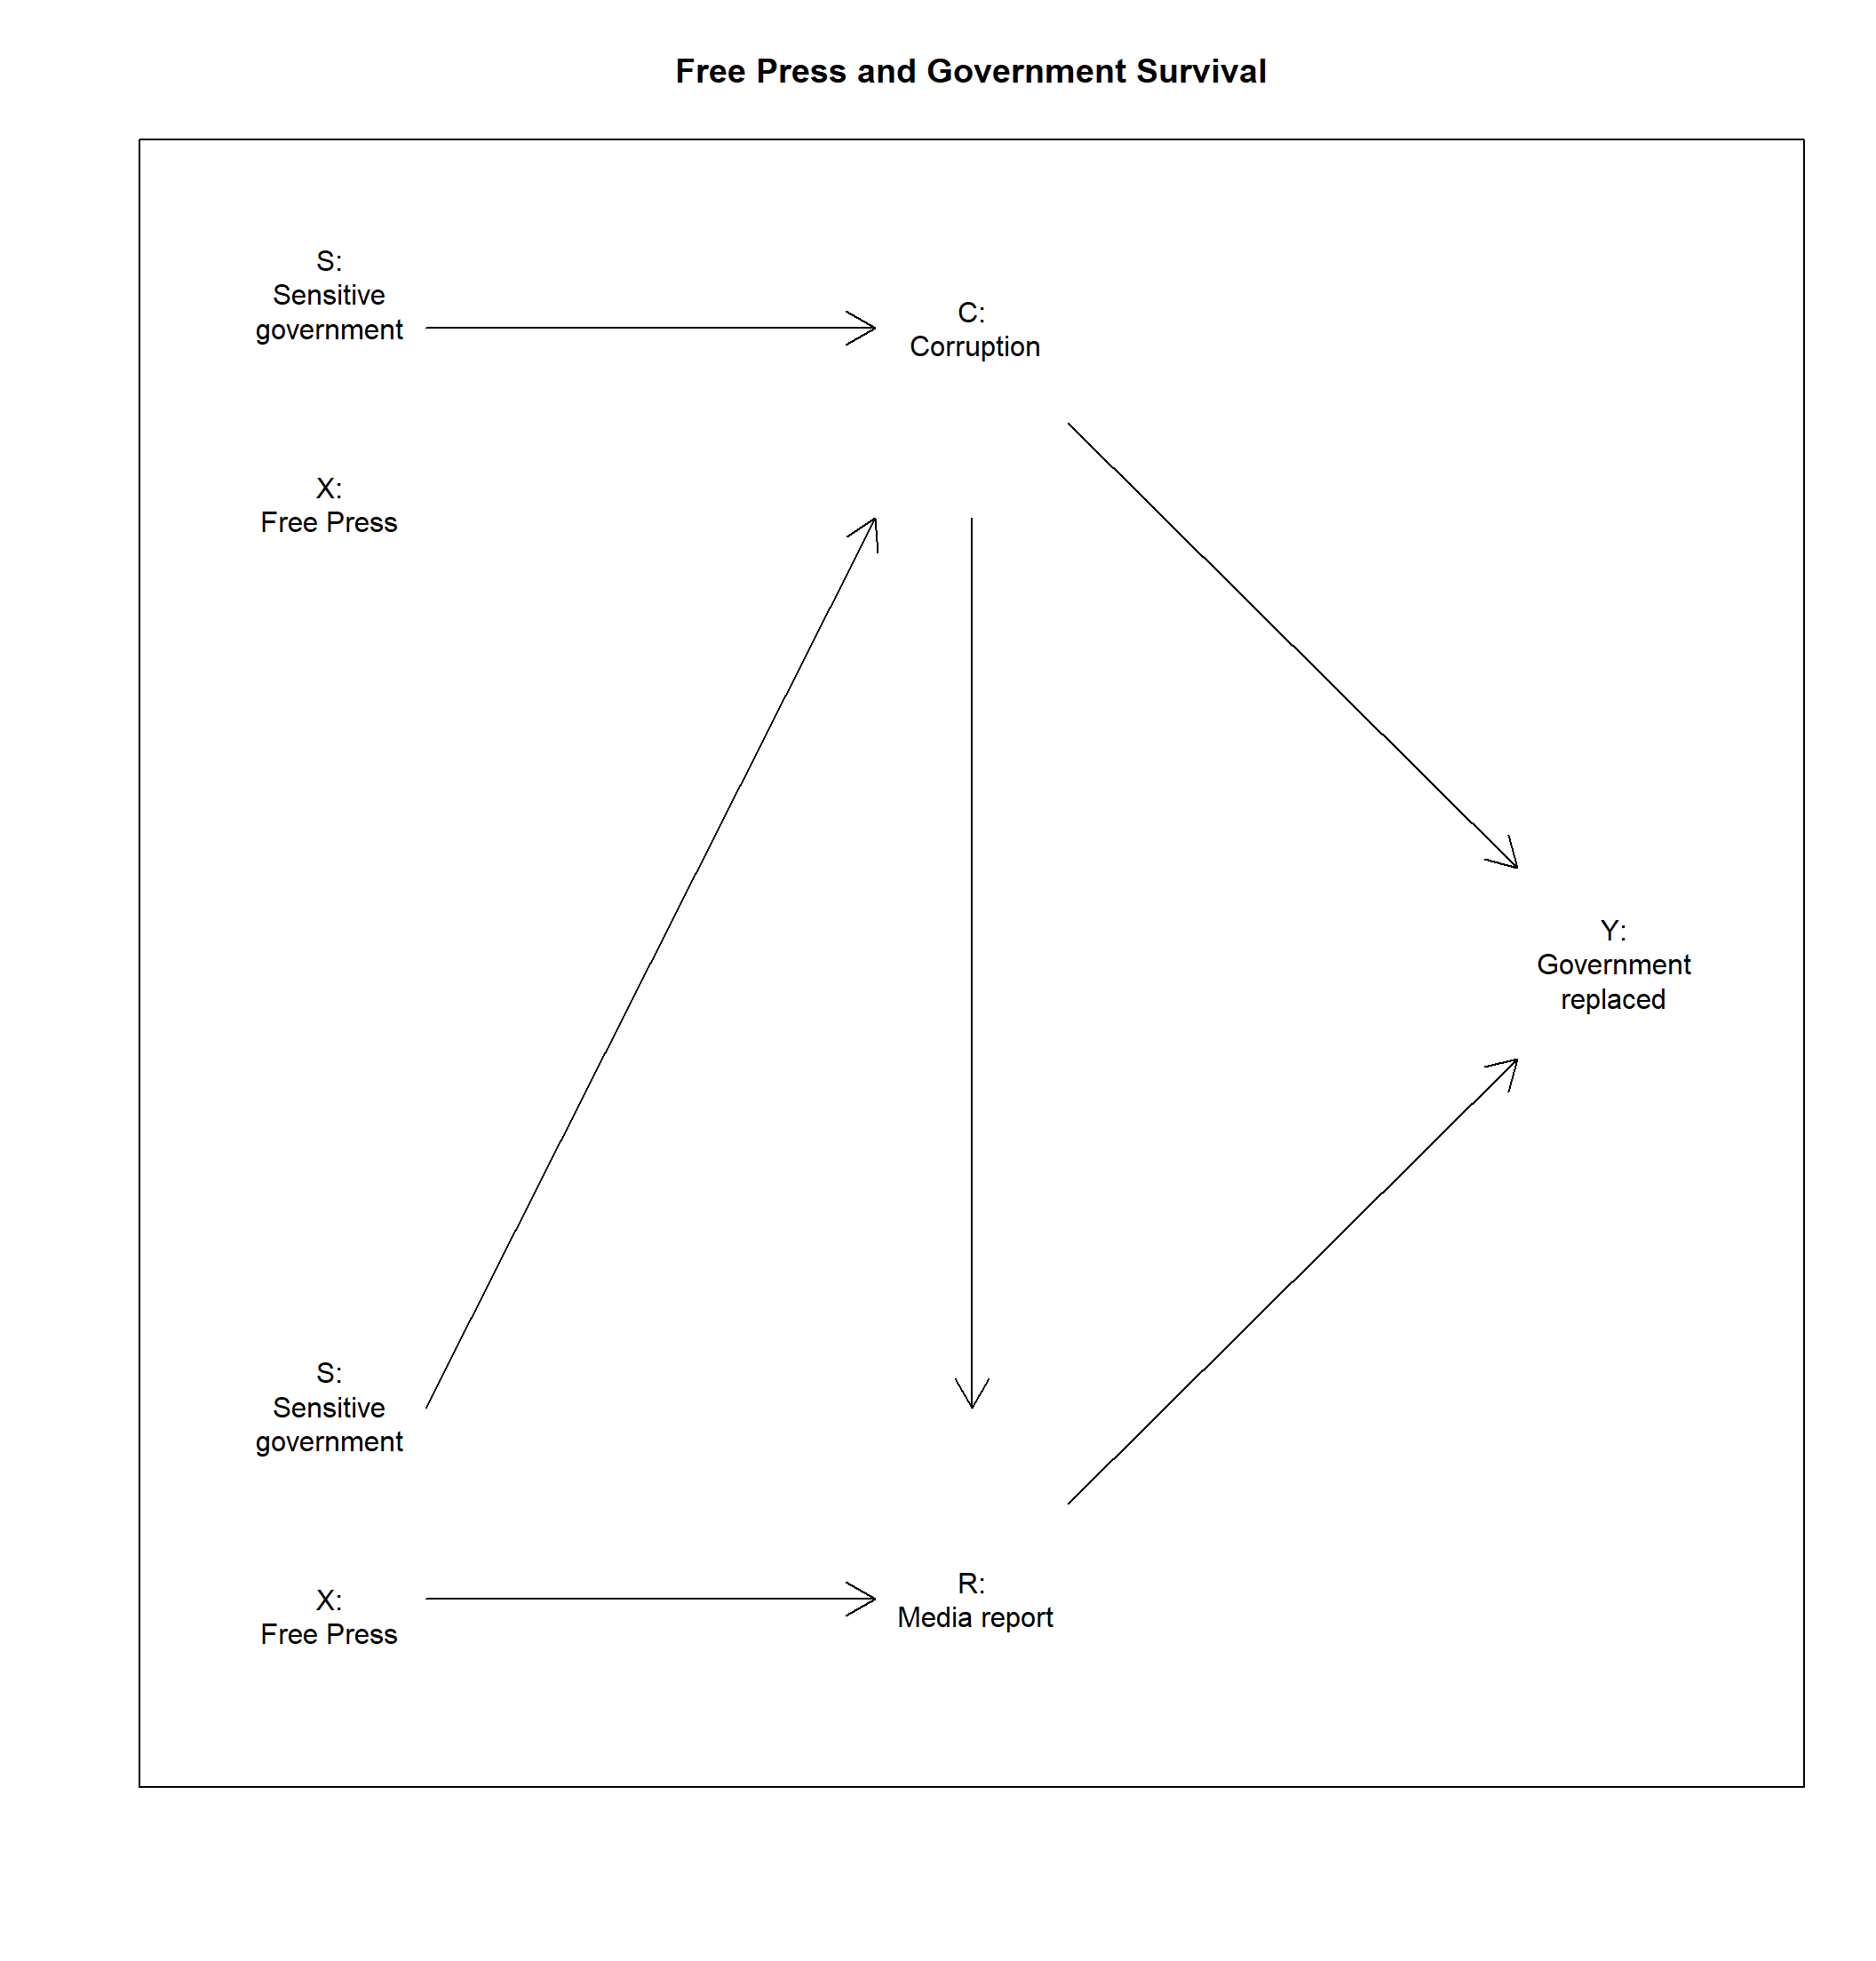 Free Press and Government Survival
S:
Sensitive
government
C:
Corruption
X:
Free Press
Y:
Government
replaced
S:
Sensitive
government
X:
Free Press
R:
Media report